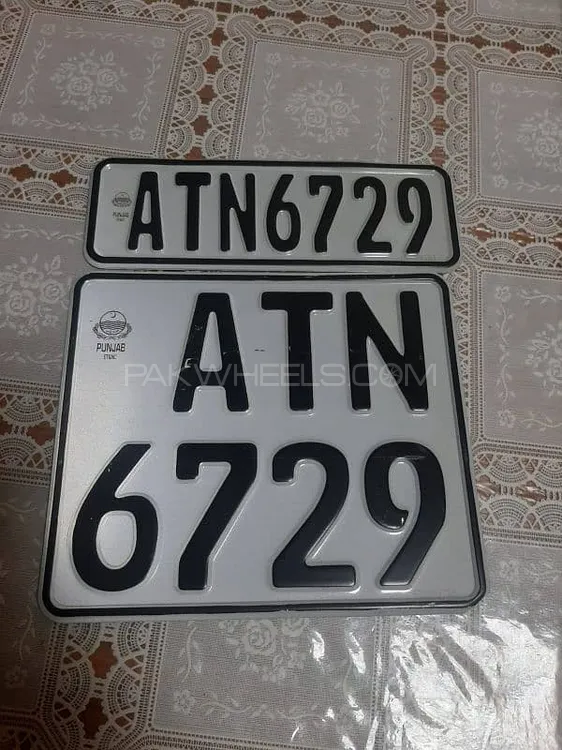 ATN6729
PUNJAB
ATN
PUNJAB
PAKWHEELS.COM
6729